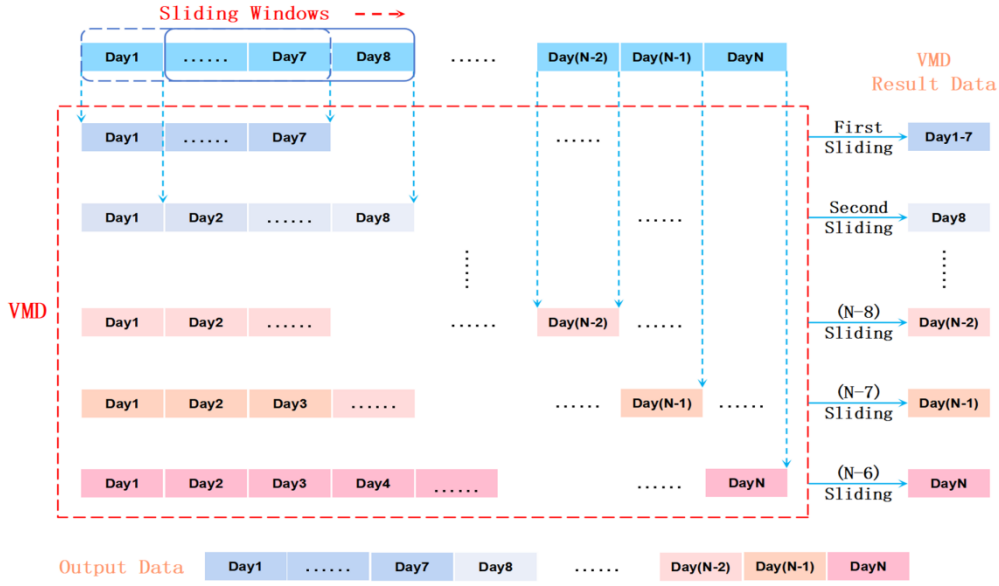 Sliding Windows
Day1 ...... Day7 Day8 ...... Day(N-2) Day(N-1) DayN
VMD
Result Data
Day1 ...... Day7 ......
First
Sliding
Day1-7
Day1 Day2 ...... Day8 ......
Second
Sliding
Day8
VMD
Day1 Day2 ...... ...... Day(N-2) ......
(N-8)
Sliding
Day(N-2)
Day1 Day2 Day3 ...... ...... Day(N-1) ......
(N-7)
Sliding
Day(N-1)
Day1 Day2 Day3 Day4 ...... ...... DayN
(N-6)
Sliding
DayN
Output Data Day1 ...... Day7 Day8 ...... Day(N-2) Day(N-1) DayN